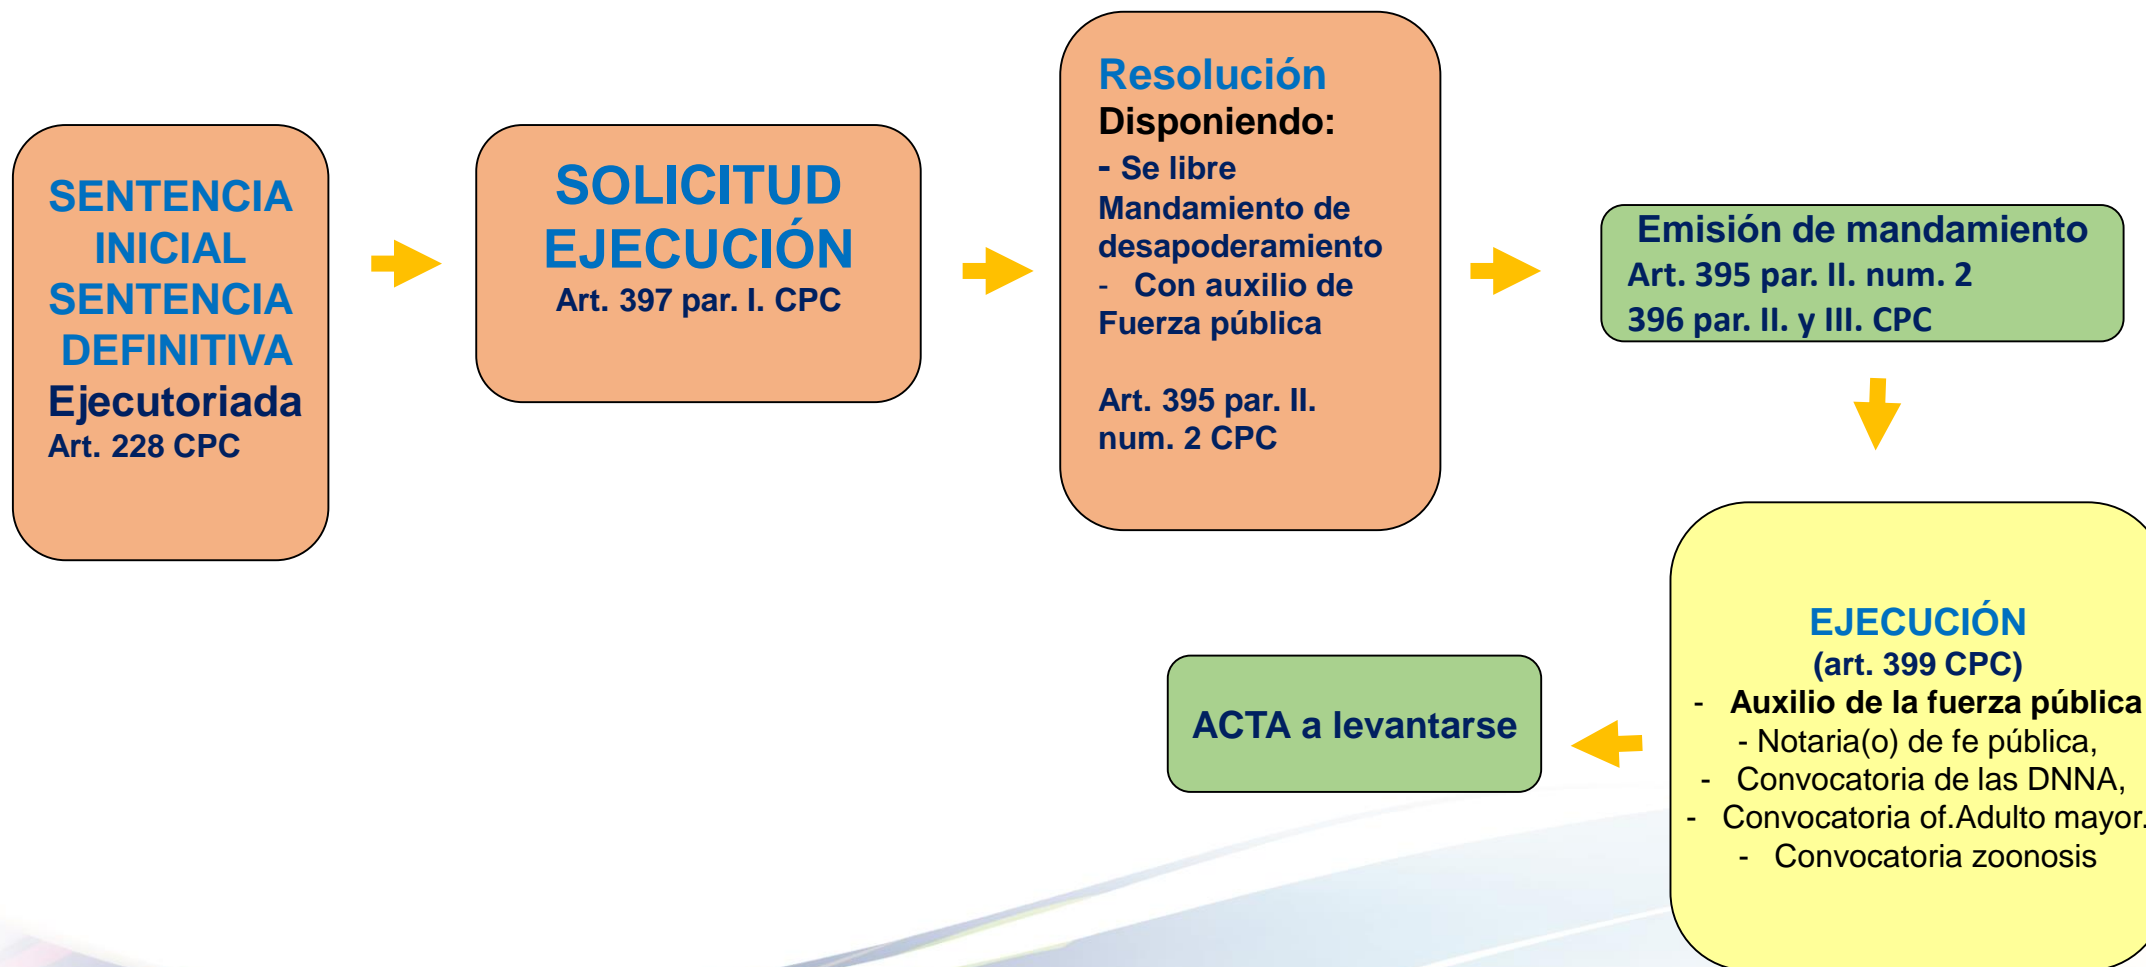 SENTENCIA
INICIAL
SENTENCIA
DEFINITIVA
Ejecutoriada
Art. 228 CPC
SOLICITUD
EJECUCIÓN
Art. 397 par. I. CPC
Resolución
Disponiendo:
- Se libre
Mandamiento de
desapoderamiento
- Con auxilio de
Fuerza pública
Art. 395 par. II.
num. 2 CPC
Emisión de mandamiento
Art. 395 par. II. num. 2
396 par. II. y III. CPC
EJECUCIÓN
(art. 399 CPC)
- Auxilio de la fuerza pública
- Notaria(o) de fe pública,
- Convocatoria de las DNNA,
- Convocatoria of.Adulto mayor.
- Convocatoria zoonosis
ACTA a levantarse